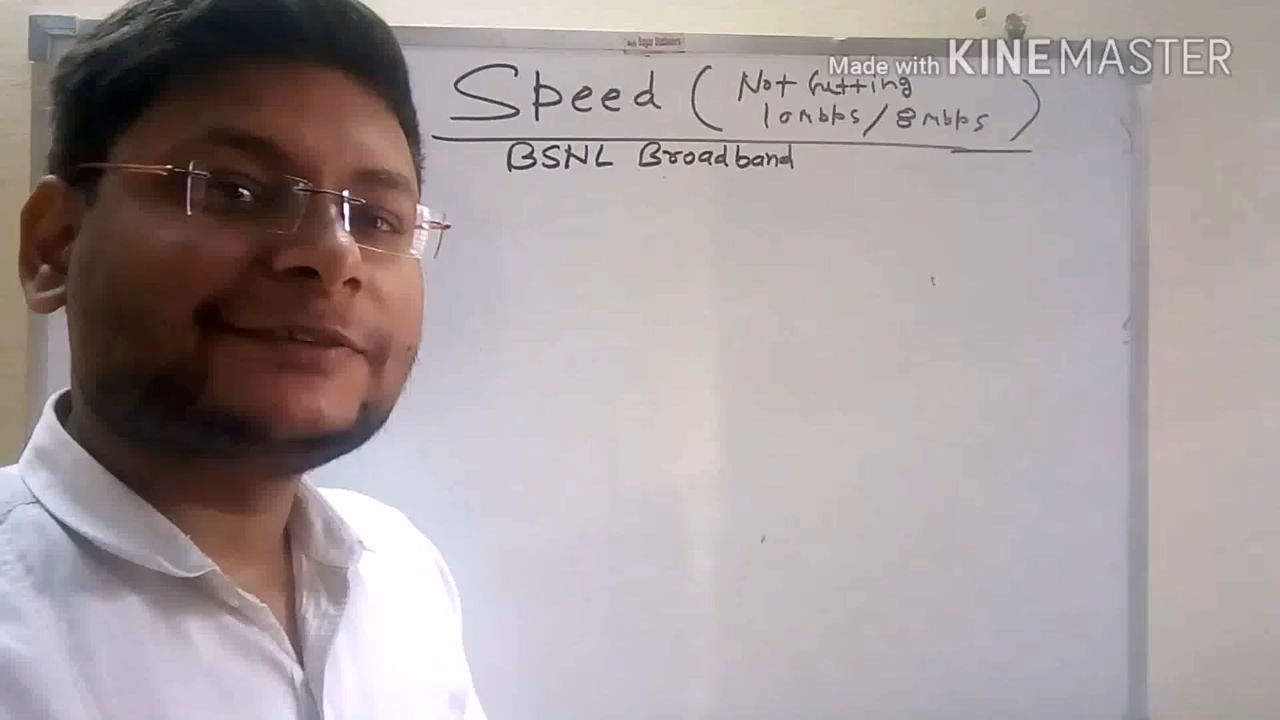 Made with KINEMASTER
Speed ( Not Getting
10mbps/8mbps )
BSNL Broadband